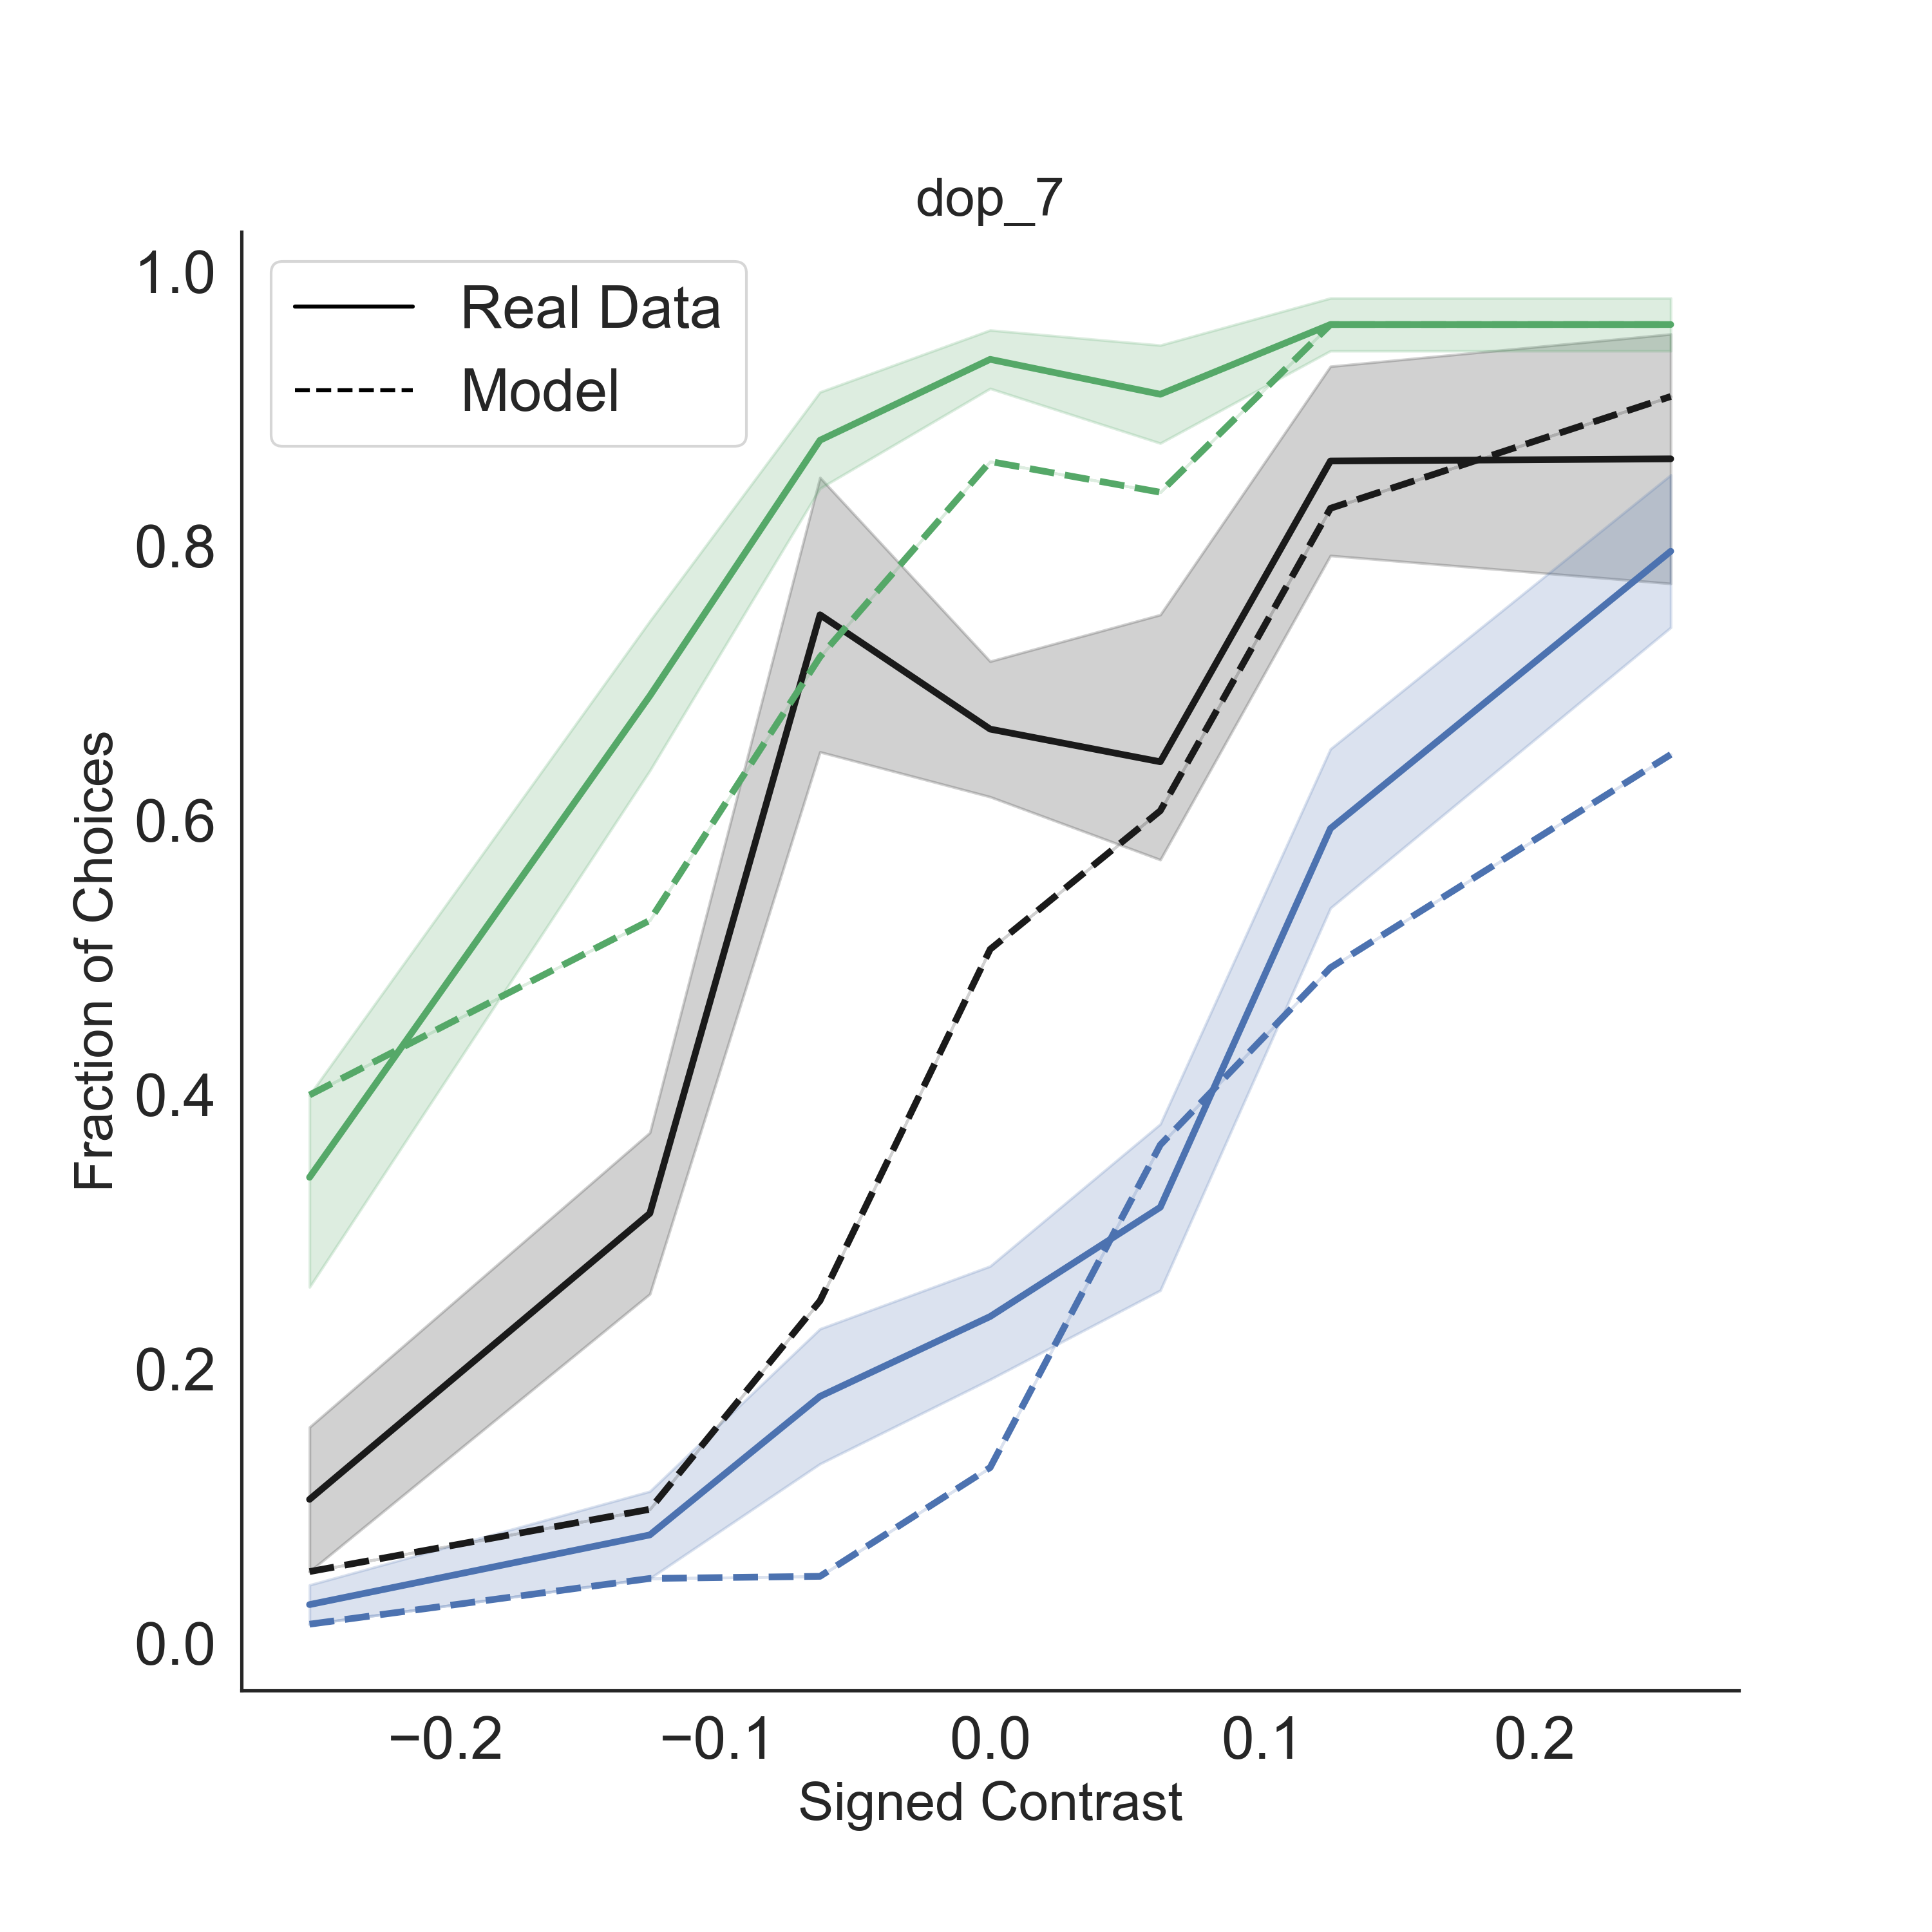 dop_7
Real Data
Model
1.0
0.8
0.6
0.4
0.2
0.0
Fraction of Choices
−0.2 −0.1 0.0 0.1 0.2
Signed Contrast